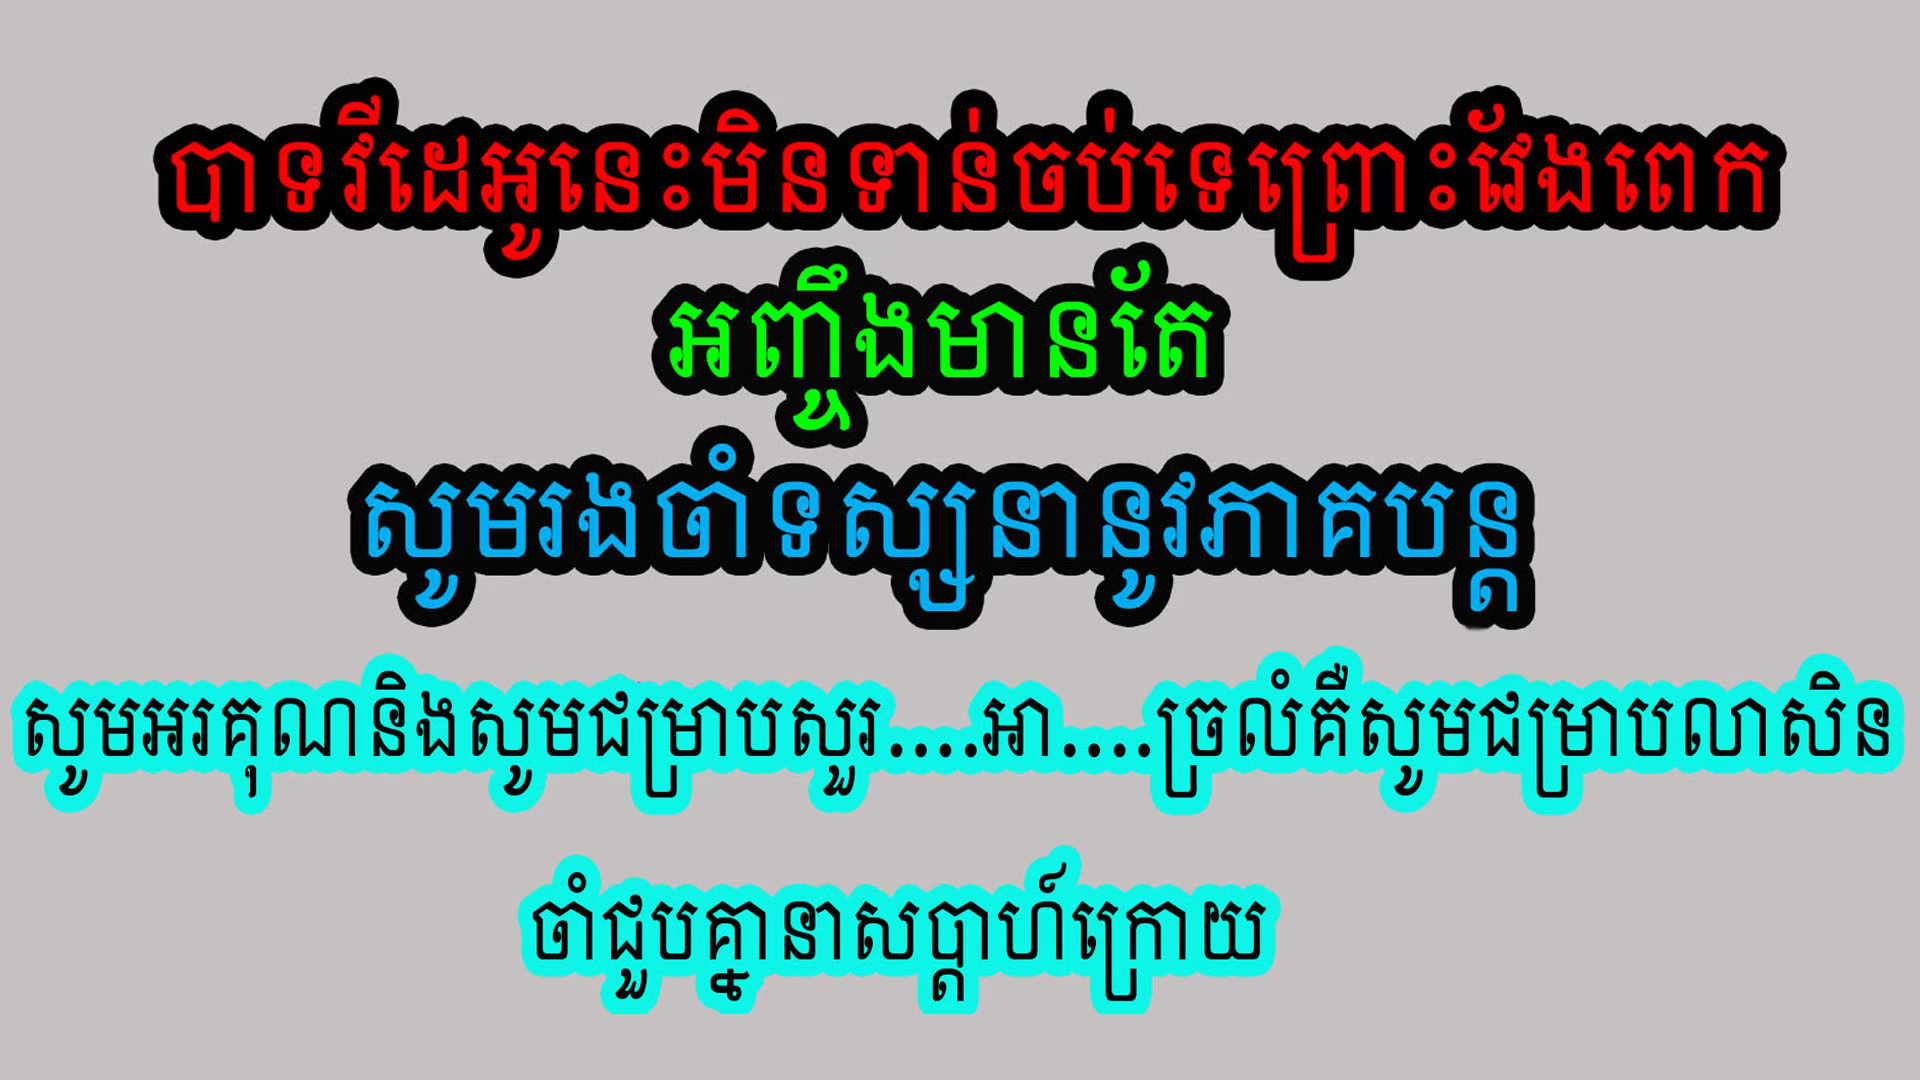 បាទវីដេអូនេះមិនទាន់ចប់ទេព្រោះវែងពេក
អញ្ចឹងមានតែ
សូមរងចាំទស្សនានូវភាគបន្ត
សូមអរគុណនិងសូមជម្រាបសួរ....អា....ច្រលំគឺសូមជម្រាបលាសិន
ចាំជួបគ្នានាសប្តាហ៍ក្រោយ